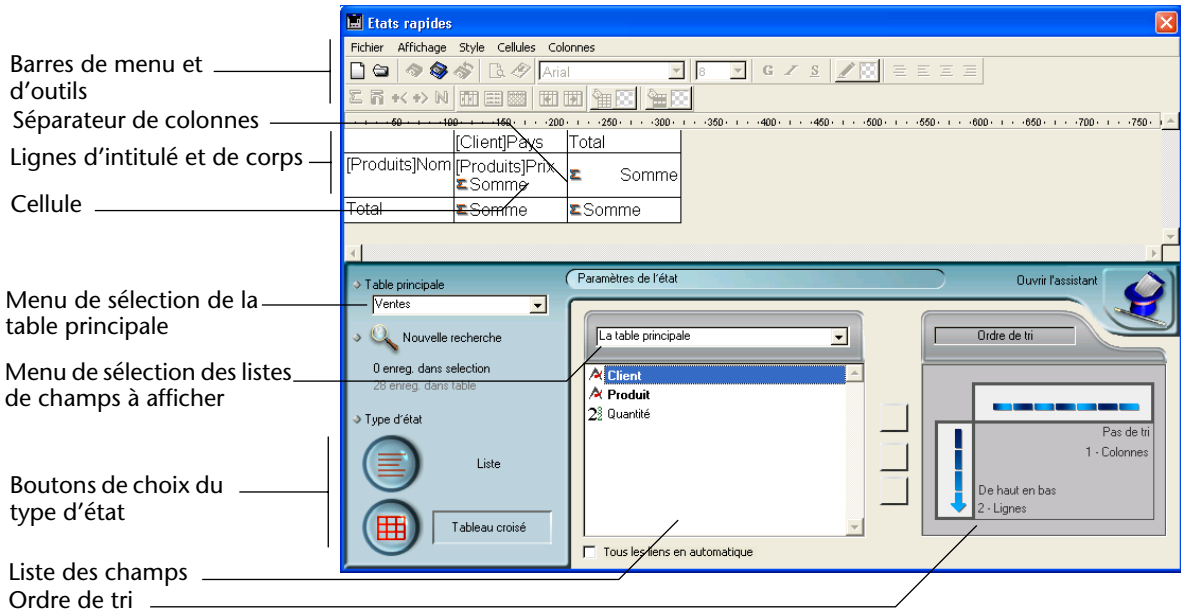 Etats rapides
Fichier Affichage Style Cellules Colonnes
Arial 8 G I S
Barres de menu et
d'outils
Séparateur de colonnes
50 100 150 200 250 300 350 400 450 500 550 600 650 700 750
Lignes d'intitulé et de corps
[Client]Pays Total
[Produits]Nom [Produits]Prix
Σ Somme Σ Somme
Cellule
Total Σ Somme Σ Somme
Menu de sélection de la
table principale
Table principale
Ventes
Nouvelle recherche
0 enreg. dans selection
28 enreg. dans table
Type d'état
Liste
Tableau croisé
Paramètres de l'état
Ouvrir l'assistant
La table principale
Menu de sélection des listes
de champs à afficher
Client
Produit
Quantité
Tous les liens en automatique
Ordre de tri
Pas de tri
1 - Colonnes
De haut en bas
2 - Lignes
Boutons de choix du
type d'état
Liste des champs
Ordre de tri